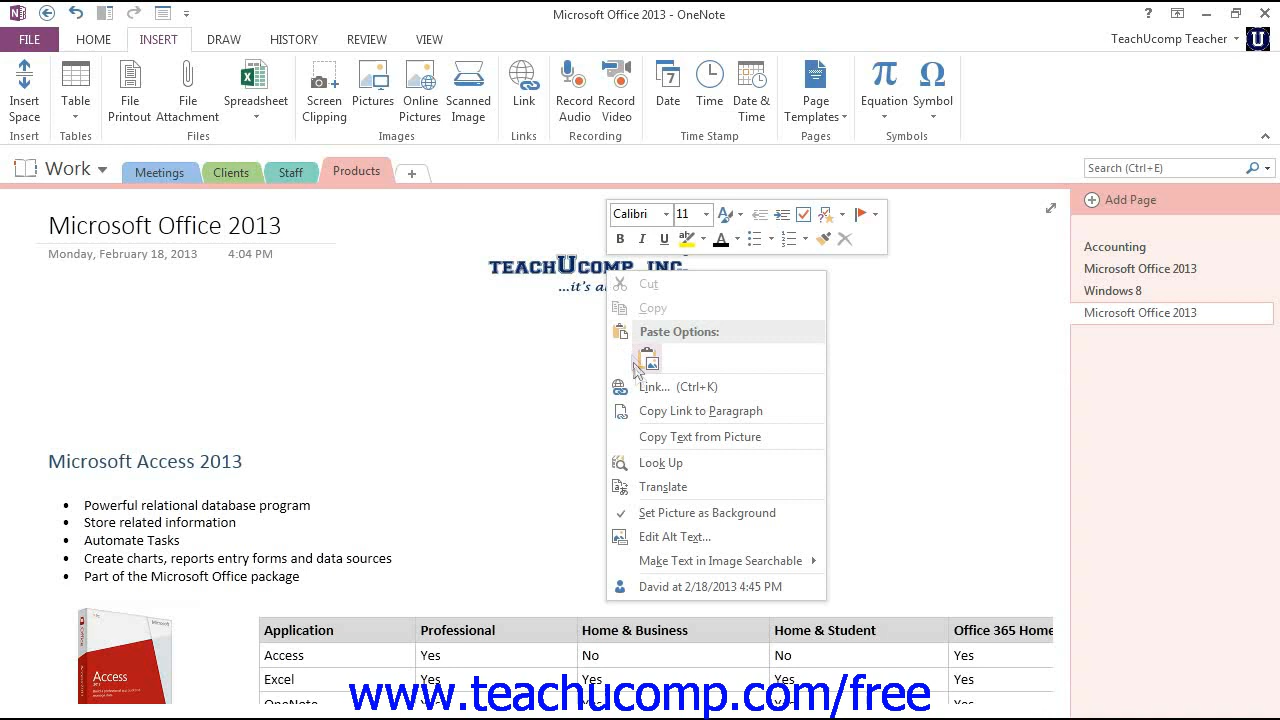 Microsoft Office 2013 - OneNote
FILE HOME INSERT DRAW HISTORY REVIEW VIEW
TeachUcomp Teacher
Insert Space
Table
File Printout
File Attachment
Spreadsheet
Screen Clipping
Pictures
Online Pictures
Scanned Image
Link
Record Audio
Record Video
Date
Time
Date & Time
Page Templates
Equation
Symbol
Insert Tables Files Images Links Recording Time Stamp Pages Symbols
Work Meetings Clients Staff Products
Search (Ctrl+E)
Add Page
Accounting
Microsoft Office 2013
Windows 8
Microsoft Office 2013
Microsoft Office 2013
Monday, February 18, 2013 4:04 PM
TEACHUCOMP, INC.
...it's a
Calibri 11
B I U ab A
Cut
Copy
Paste Options:
Link... (Ctrl+K)
Copy Link to Paragraph
Copy Text from Picture
Look Up
Translate
Set Picture as Background
Edit Alt Text...
Make Text in Image Searchable
David at 2/18/2013 4:45 PM
Microsoft Access 2013
• Powerful relational database program
• Store related information
• Automate Tasks
• Create charts, reports entry forms and data sources
• Part of the Microsoft Office package
Access
Application Professional Home & Business Home & Student Office 365 Home
Access Yes No No Yes
Excel Yes Yes Yes Yes
OneNote
www.teachucomp.com/free